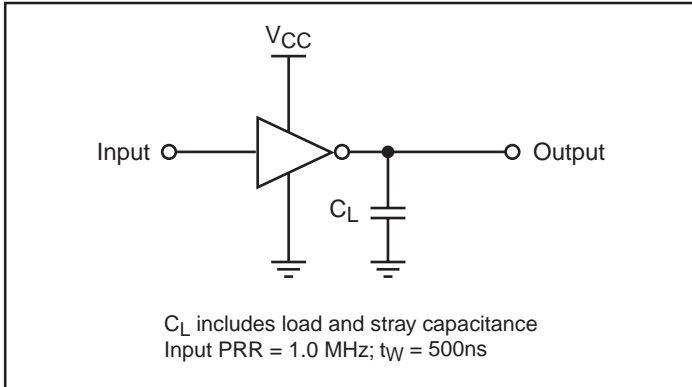 VCC
Input
Output
CL
CL includes load and stray capacitance
Input PRR = 1.0 MHz; tW = 500ns